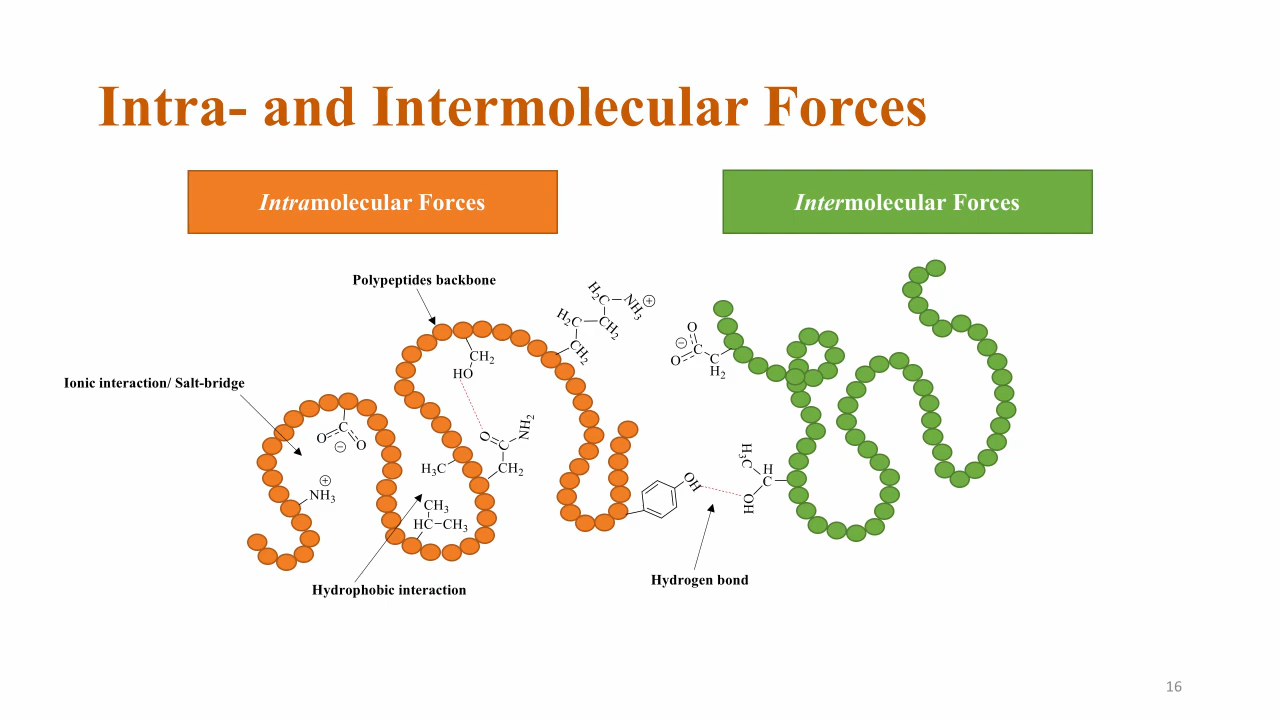 Intra- and Intermolecular Forces
Intramolecular Forces
Intermolecular Forces
Polypeptides backbone
H2C NH3 +
H2C CH2
CH2
CH2
HO
O
C
O C
H2
Ionic interaction/ Salt-bridge
C
O O
NH2
O C
CH2
H3C
NH3
CH3
HC CH3
OH
H3C H
C
OH
Hydrophobic interaction
Hydrogen bond
16